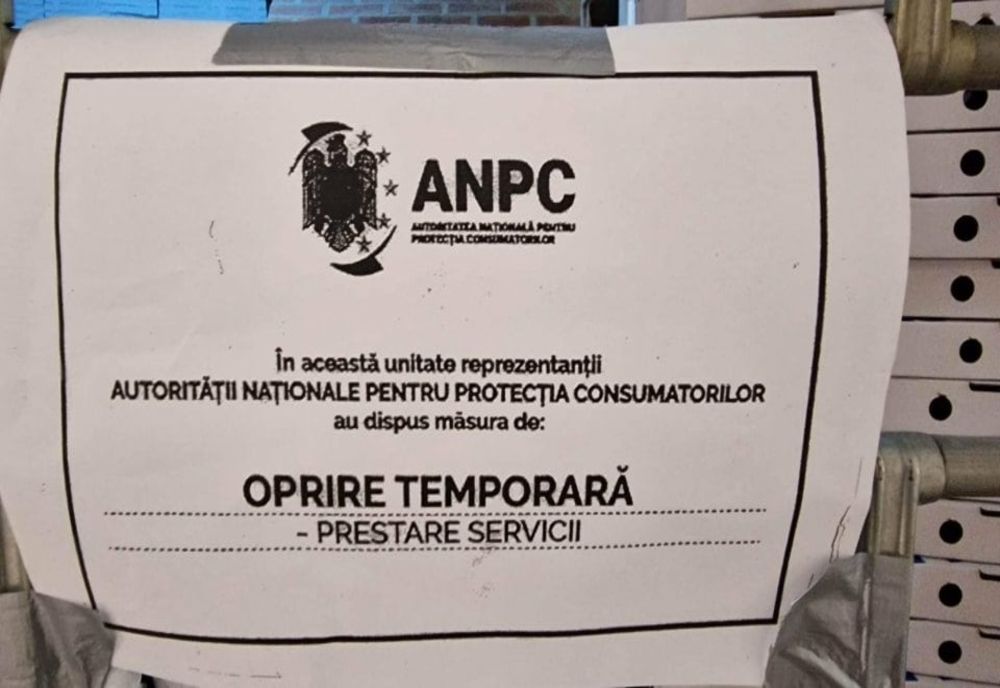 ANPC
AUTORITATEA NAȚIONALĂ PENTRU
PROTECȚIA CONSUMATORILOR
În această unitate reprezentanții
AUTORITĂȚII NAȚIONALE PENTRU PROTECȚIA CONSUMATORILOR
au dispus măsura de:
OPRIRE TEMPORARĂ
- PRESTARE SERVICII